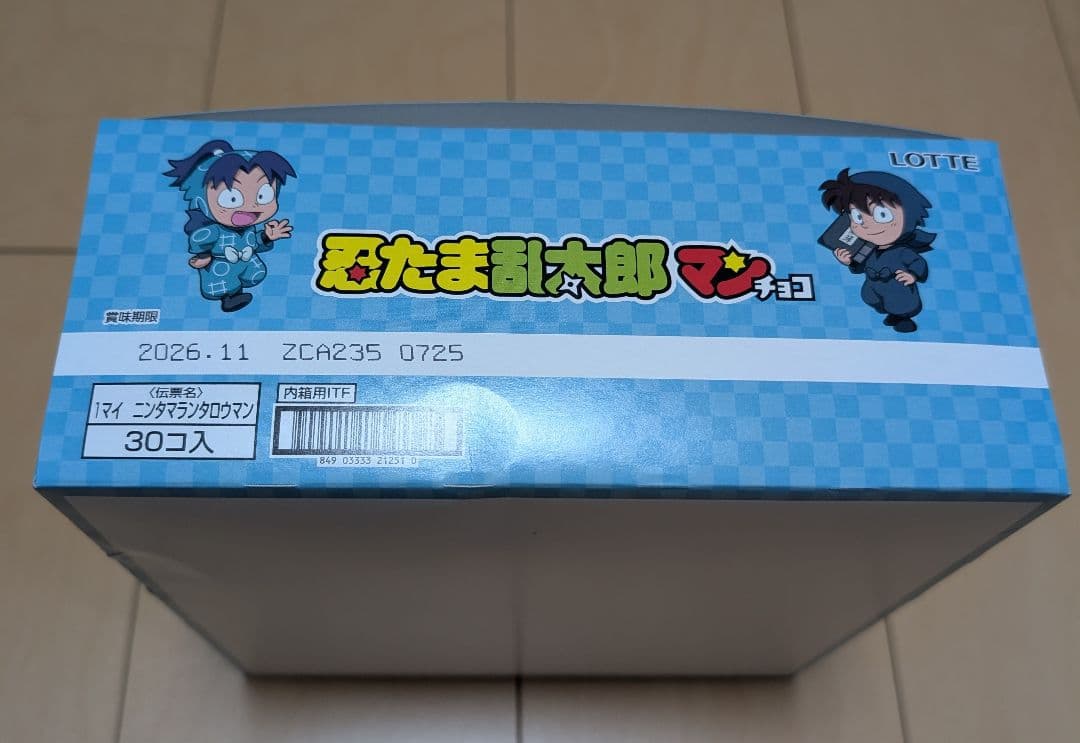 LOTTE
忍たま乱太郎マンチョコ
賞味期限
2026.11 ZCA235 0725
〈伝票名〉
1マイ ニンタマランタロウマン
30コ入
内箱用ITF
849 03333 21251 0